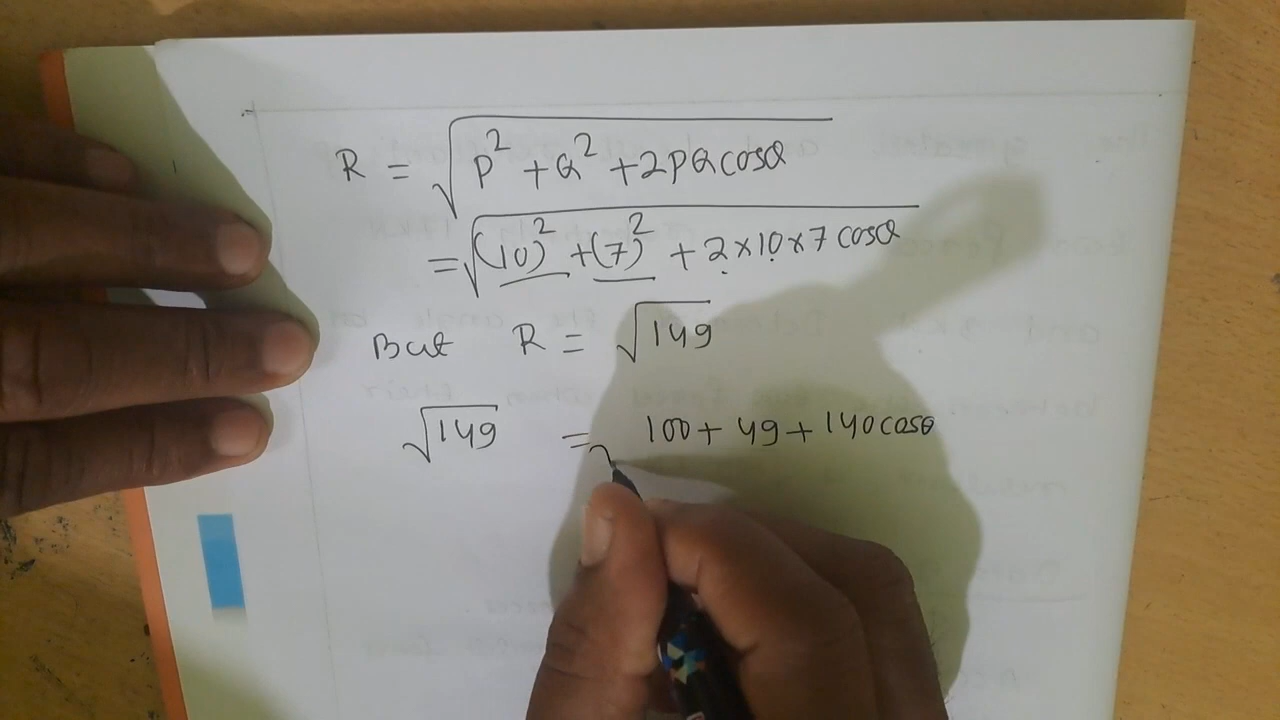 R = √P² + Q² + 2PQcosθ
= √(10)² + (7)² + 2×10×7 cosθ
But R = √149
√149 = √100 + 49 + 140cosθ